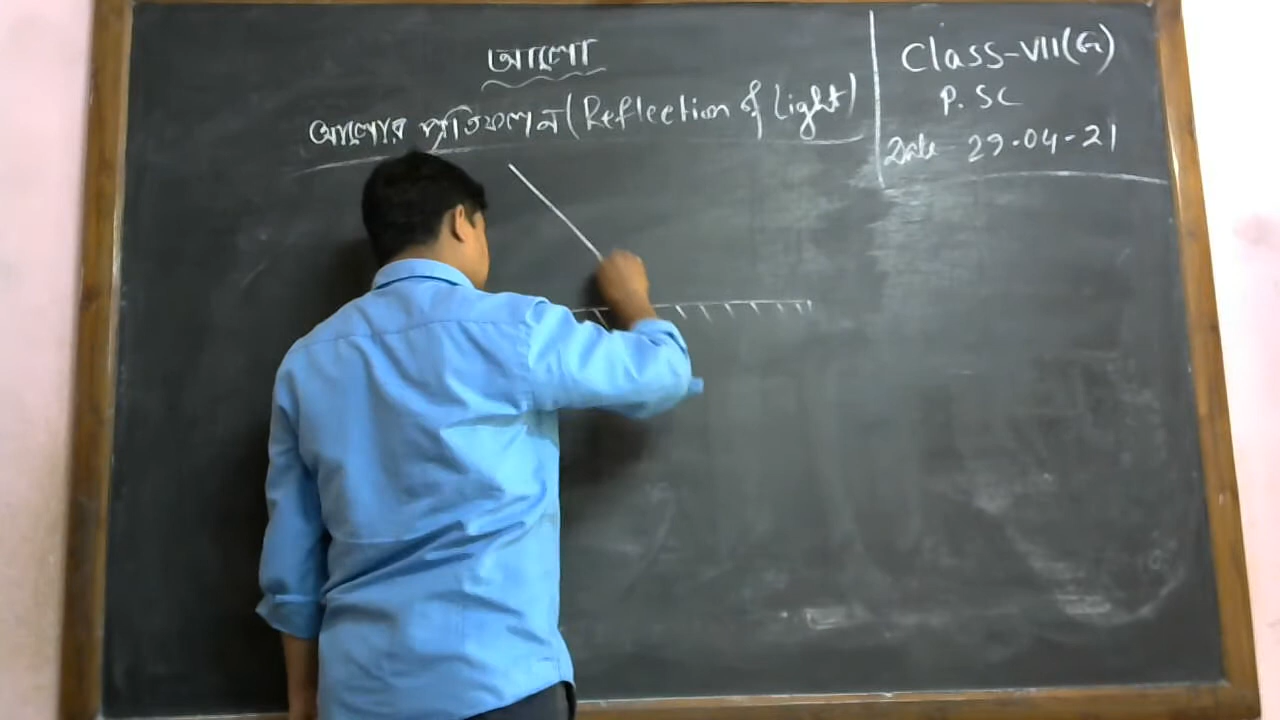 আলো
আলোর প্রতিফলন (Reflection of Light)
Class-VII(G)
P. SC
Date 29-04-21